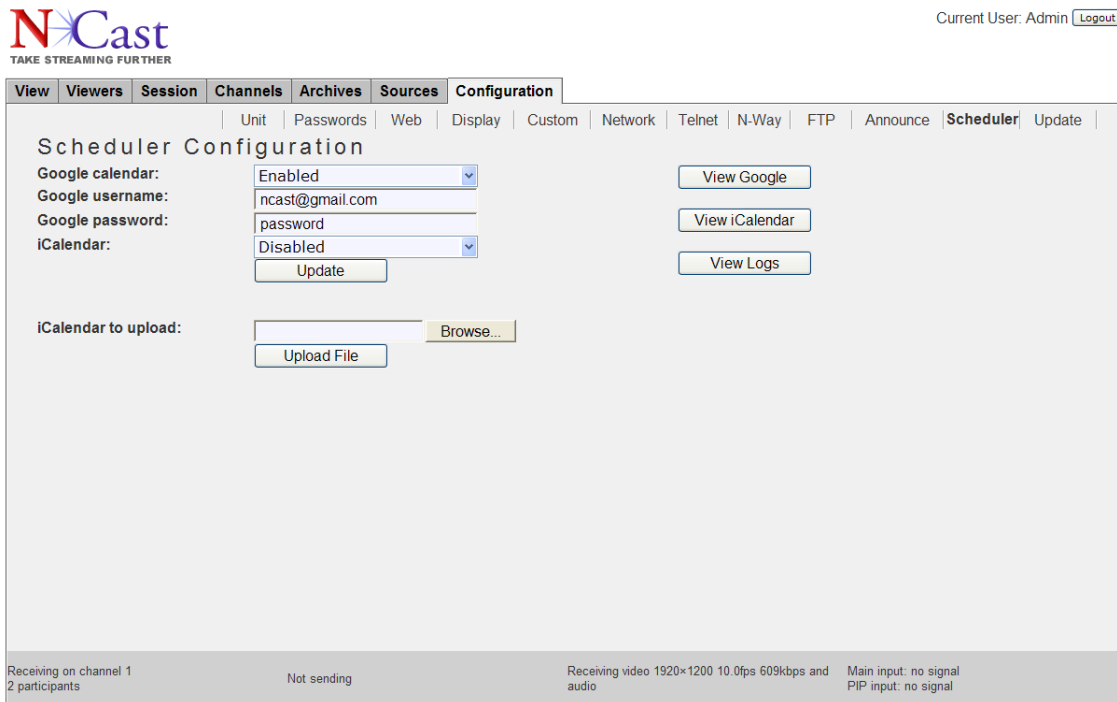 NCast
TAKE STREAMING FURTHER
Current User: Admin Logout
View Viewers Session Channels Archives Sources Configuration
Unit Passwords Web Display Custom Network Telnet N-Way FTP Announce Scheduler Update
Scheduler Configuration
Google calendar: Enabled View Google
Google username: ncast@gmail.com
Google password: password View iCalendar
iCalendar: Disabled
Update View Logs
iCalendar to upload: Browse...
Upload File
Receiving on channel 1
2 participants
Not sending
Receiving video 1920×1200 10.0fps 609kbps and
audio
Main input: no signal
PIP input: no signal